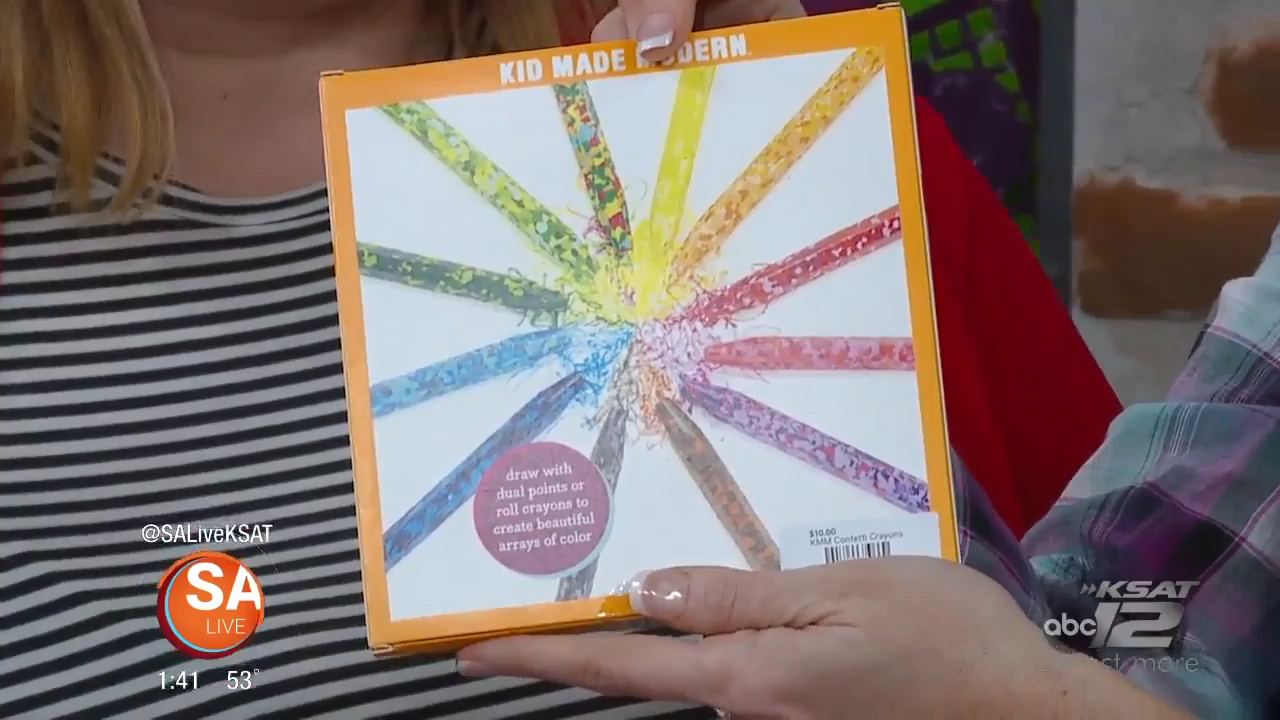 KID MADE MODERN.
draw with
dual points or
roll crayons to
create beautiful
arrays of color
$10.00
KMM Confetti Crayons
@SALiveKSAT
SA
LIVE
1:41 53°
KSAT
abc 12